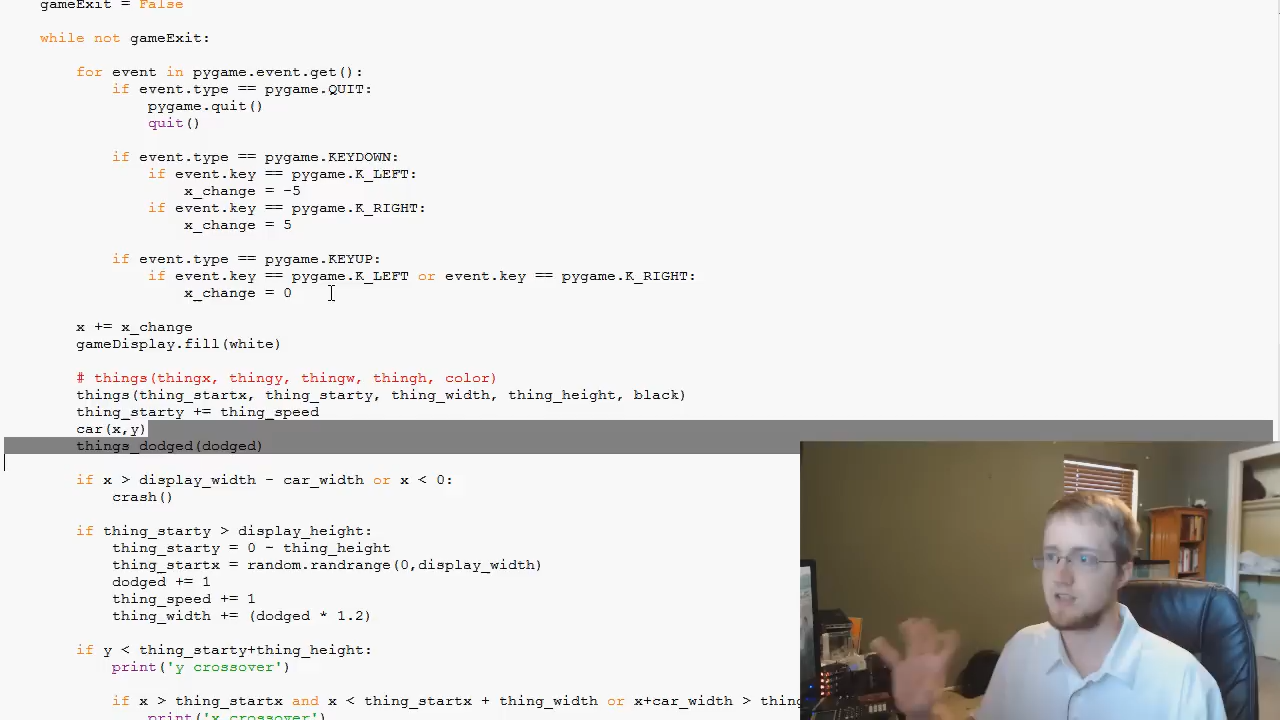 gameExit = False
while not gameExit:
for event in pygame.event.get():
if event.type == pygame.QUIT:
pygame.quit()
quit()
if event.type == pygame.KEYDOWN:
if event.key == pygame.K_LEFT:
x_change = -5
if event.key == pygame.K_RIGHT:
x_change = 5
if event.type == pygame.KEYUP:
if event.key == pygame.K_LEFT or event.key == pygame.K_RIGHT:
x_change = 0
x += x_change
gameDisplay.fill(white)
# things(thingx, thingy, thingw, thingh, color)
things(thing_startx, thing_starty, thing_width, thing_height, black)
thing_starty += thing_speed
car(x,y)
things_dodged(dodged)
if x > display_width - car_width or x < 0:
crash()
if thing_starty > display_height:
thing_starty = 0 - thing_height
thing_startx = random.randrange(0,display_width)
dodged += 1
thing_speed += 1
thing_width += (dodged * 1.2)
if y < thing_starty+thing_height:
print('y crossover')
if x > thing_startx and x < thing_startx + thing_width or x+car_width > thing
print('x crossover')